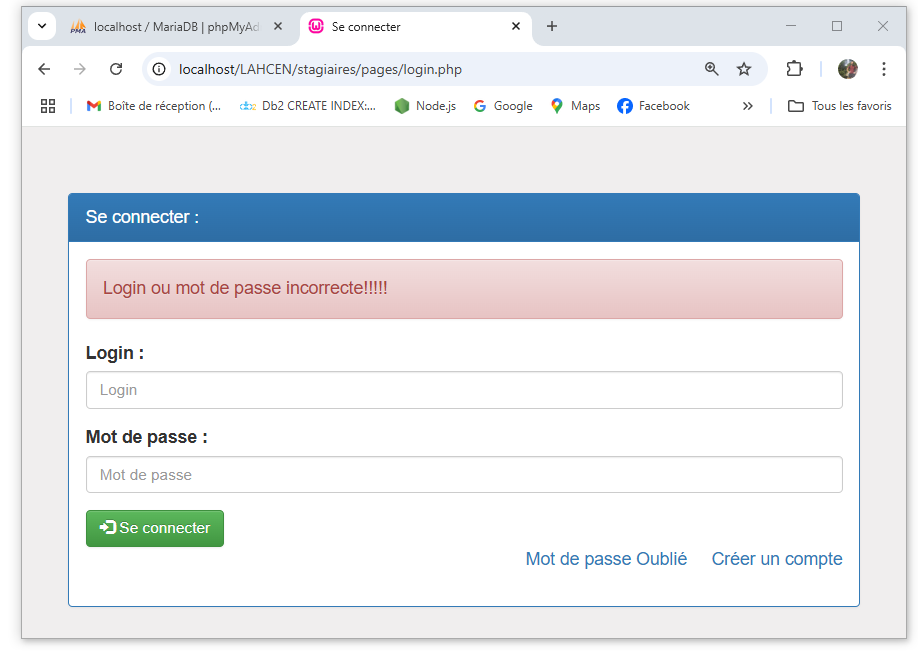 localhost / MariaDB | phpMyAd
Se connecter
localhost/LAHCEN/stagiaires/pages/login.php
Boîte de réception (... Db2 CREATE INDEX:... Node.js Google Maps Facebook » Tous les favoris
Se connecter :
Login ou mot de passe incorrecte!!!!!
Login :
Login
Mot de passe :
Mot de passe
Se connecter
Mot de passe Oublié Créer un compte